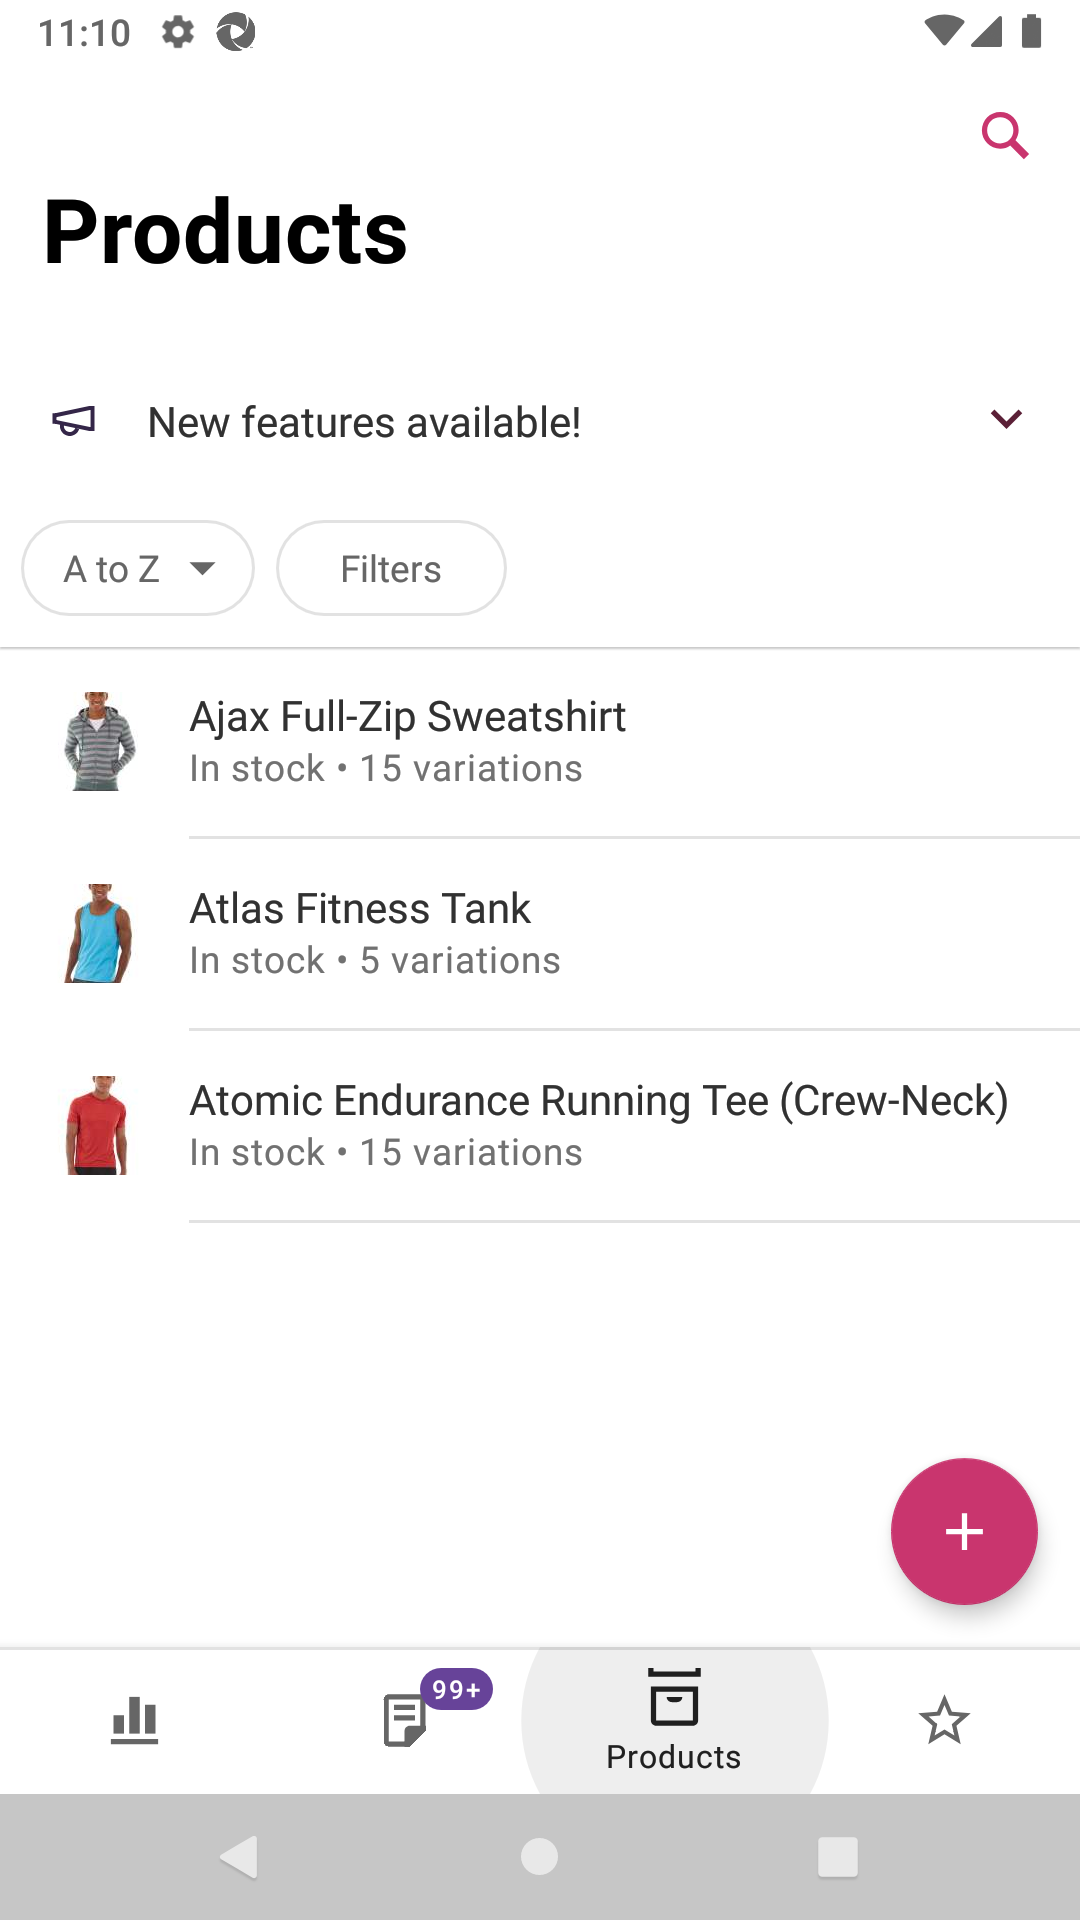 11:10
Products
New features available!
A to Z
Filters
Ajax Full-Zip Sweatshirt
In stock • 15 variations
Atlas Fitness Tank
In stock • 5 variations
Atomic Endurance Running Tee (Crew-Neck)
In stock • 15 variations
99+
Products